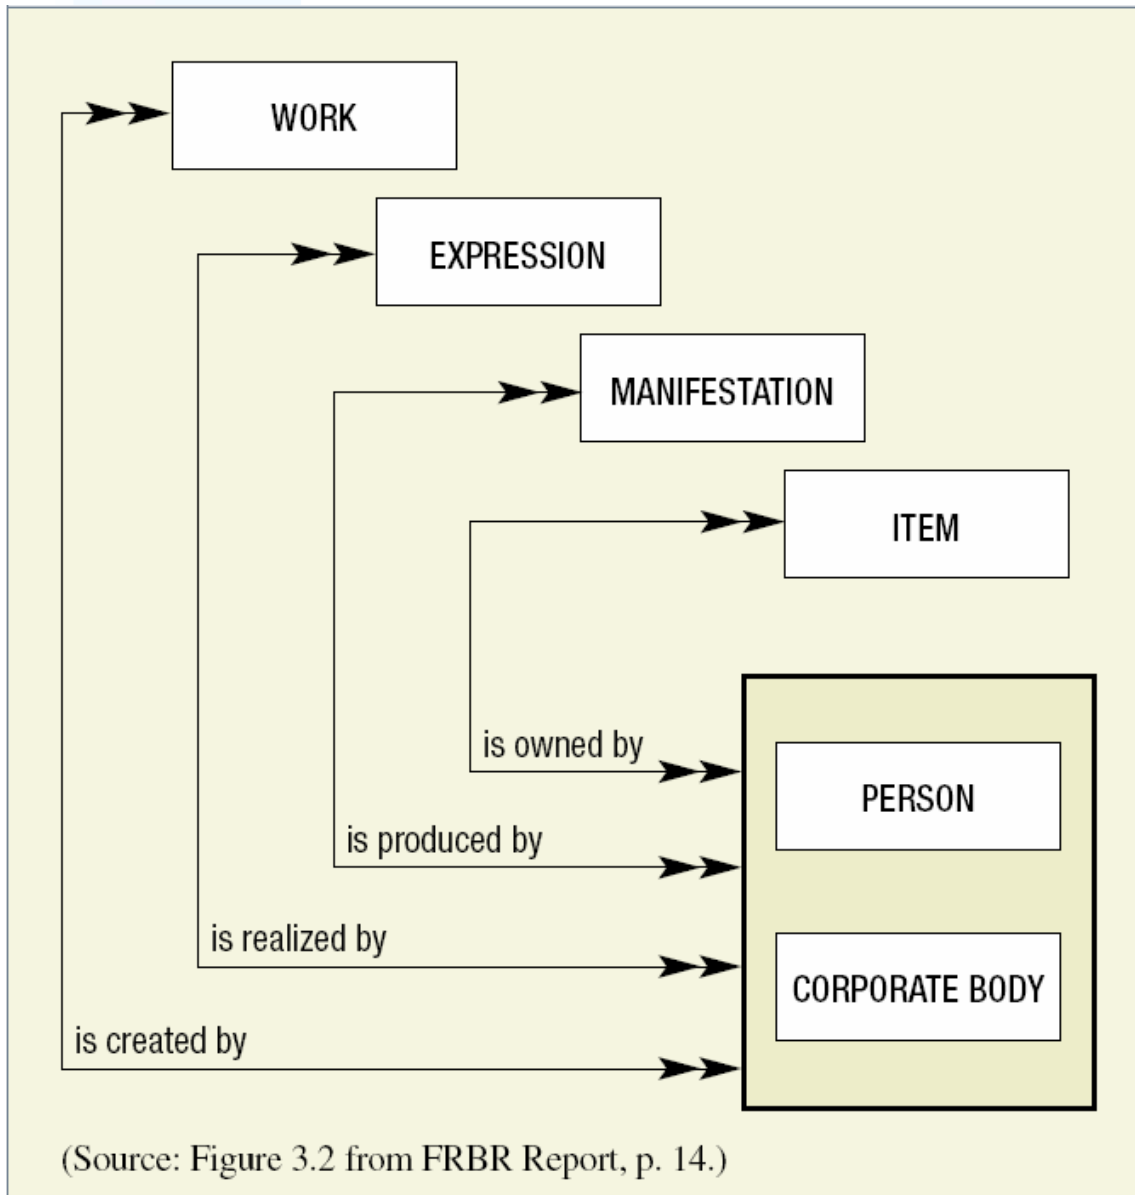 WORK
EXPRESSION
MANIFESTATION
ITEM
is owned by
PERSON
is produced by
is realized by
CORPORATE BODY
is created by
(Source: Figure 3.2 from FRBR Report, p. 14.)